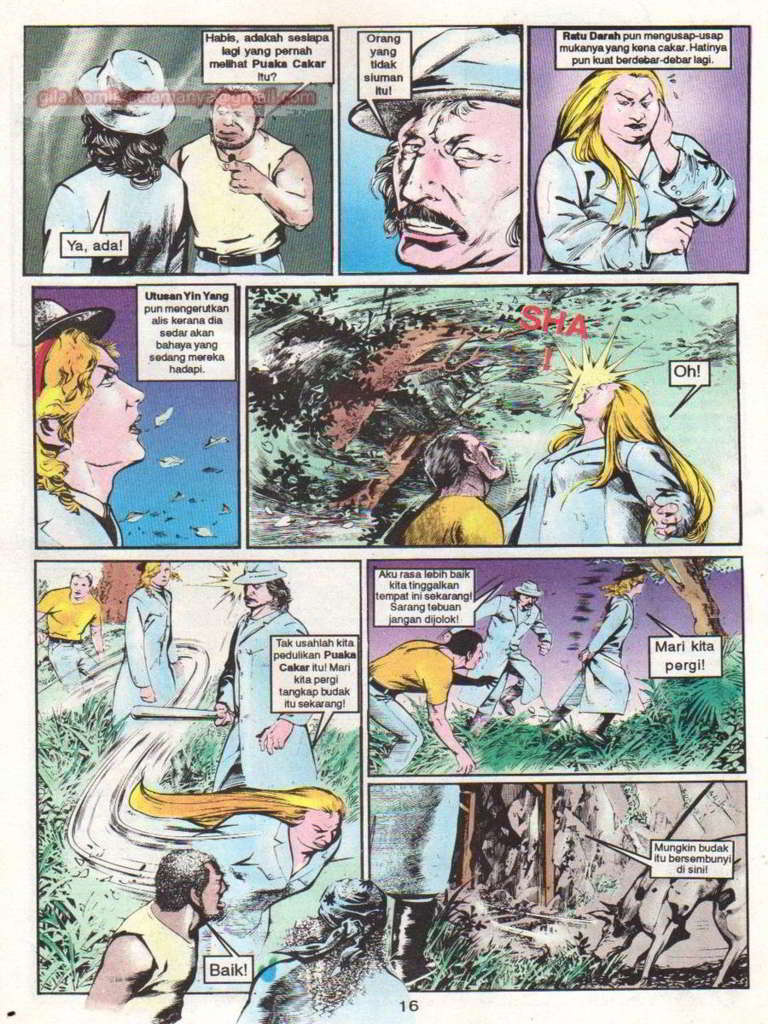 Habis, adakah sesiapa
lagi yang pernah
melihat Puaka Cakar
itu?
Ya, ada!
Orang
yang
tidak
siuman
itu!
Ratu Darah pun mengusap-usap
mukanya yang kena cakar. Hatinya
pun kuat berdebar-debar lagi.
Utusan Yin Yang
pun mengerutkan
alis kerana dia
sedar akan
bahaya yang
sedang mereka
hadapi.
SHA
!
Oh!
Tak usahlah kita
pedulikan Puaka
Cakar itu! Mari
kita pergi
tangkap budak
itu sekarang!
Baik!
Aku rasa lebih baik
kita tinggalkan
tempat ini sekarang!
Sarang tebuan
jangan dijolok!
Mari kita
pergi!
Mungkin budak
itu bersembunyi
di sini!
16